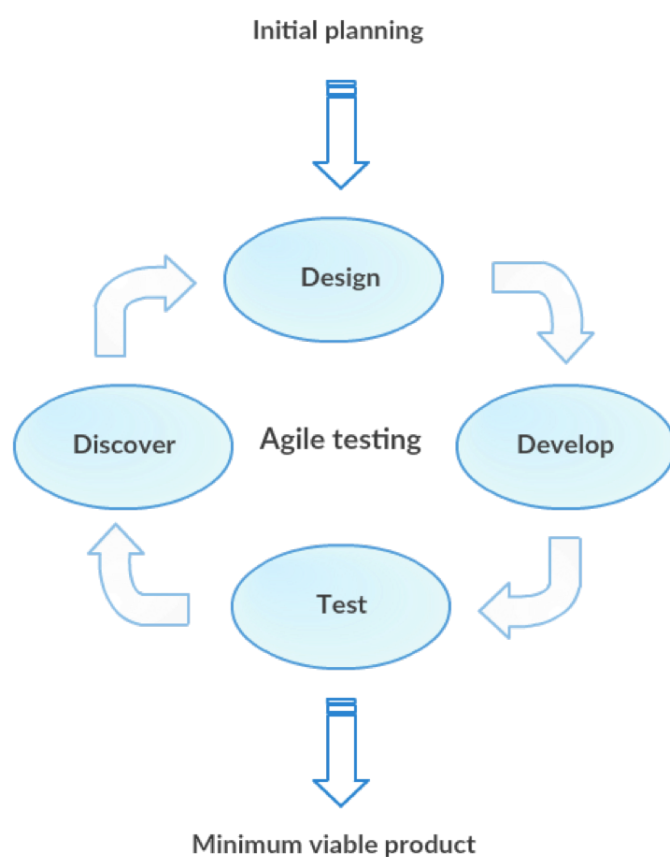 Initial planning
Design
Discover
Agile testing
Develop
Test
Minimum viable product